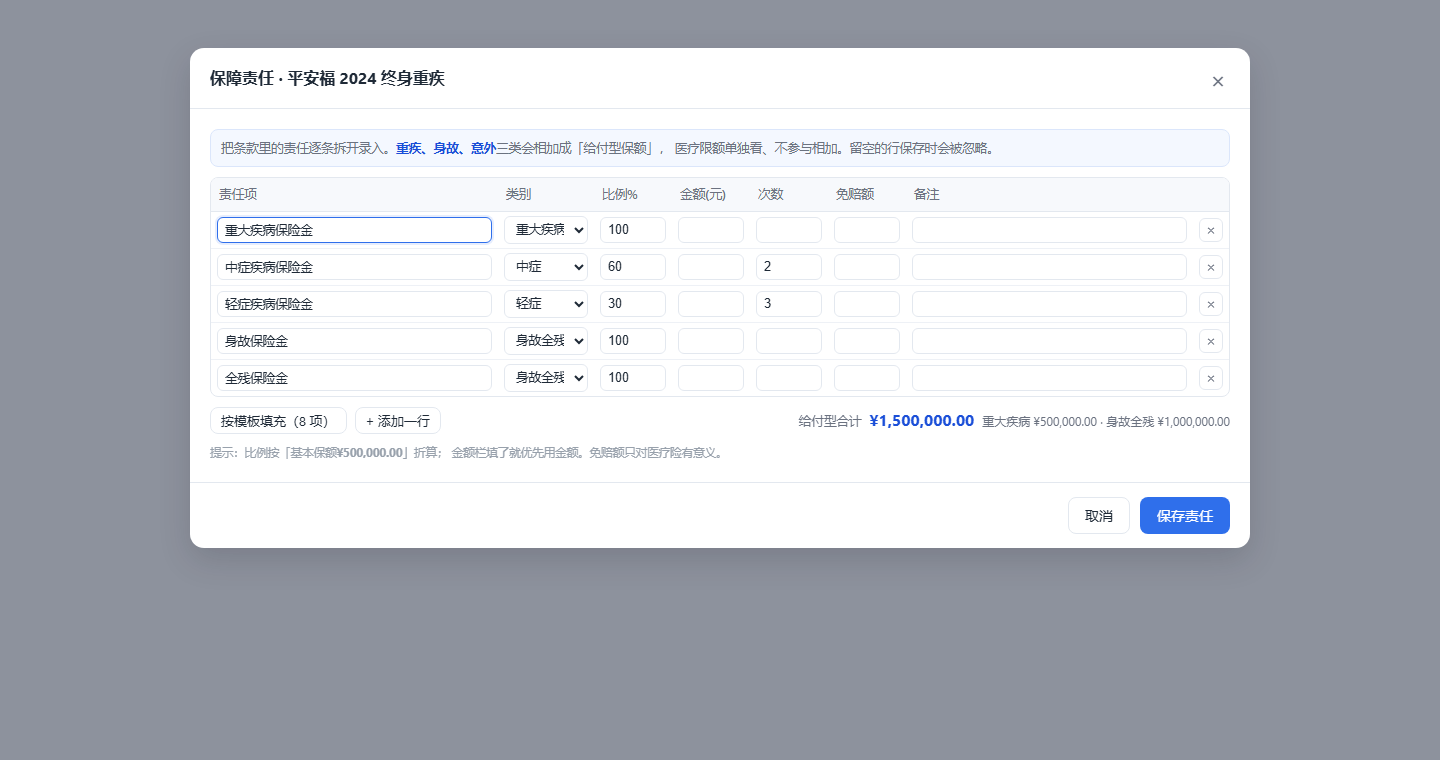 保障责任 · 平安福 2024 终身重疾
×
把条款里的责任逐条拆开录入。重疾、身故、意外三类会相加成「给付型保额」， 医疗限额单独看、不参与相加。留空的行保存时会被忽略。
责任项 类别 比例% 金额(元) 次数 免赔额 备注
重大疾病保险金 重大疾病 100 ×
中症疾病保险金 中症 60 2 ×
轻症疾病保险金 轻症 30 3 ×
身故保险金 身故全残 100 ×
全残保险金 身故全残 100 ×
按模板填充（8 项） + 添加一行 给付型合计 ¥1,500,000.00 重大疾病 ¥500,000.00 · 身故全残 ¥1,000,000.00
提示：比例按「基本保额¥500,000.00」折算； 金额栏填了就优先用金额。免赔额只对医疗险有意义。
取消 保存责任